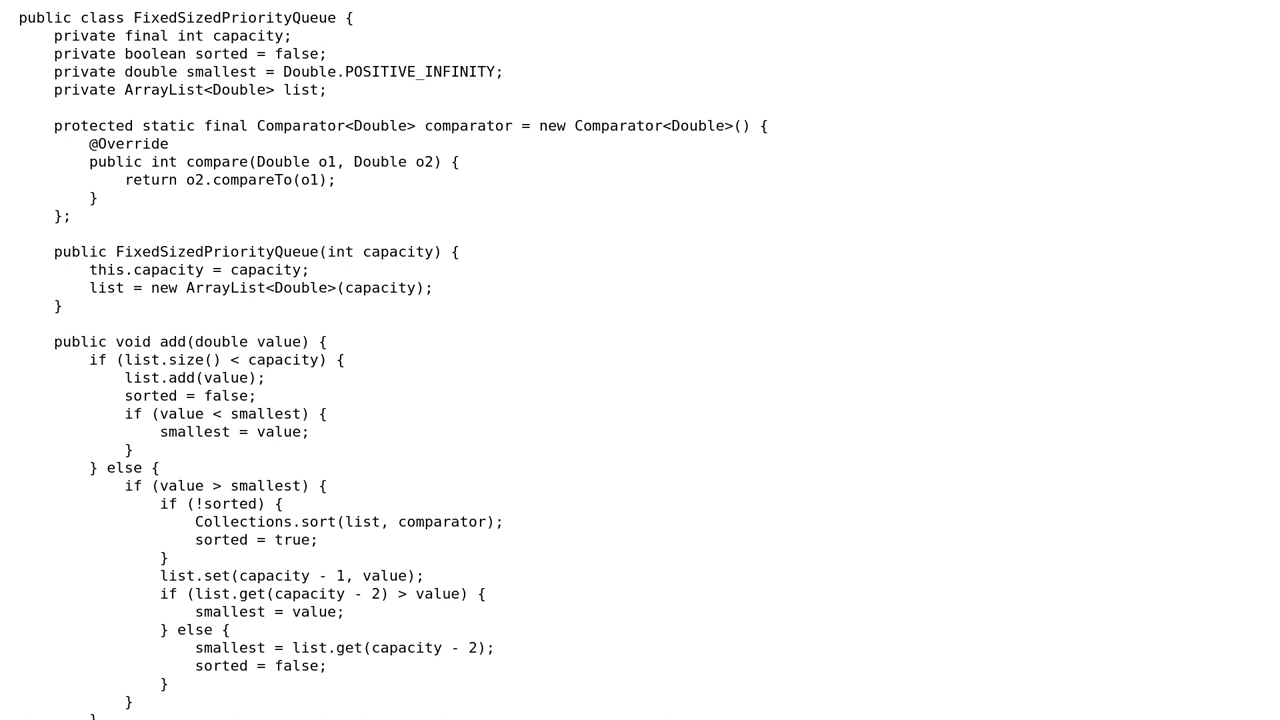 public class FixedSizedPriorityQueue {
    private final int capacity;
    private boolean sorted = false;
    private double smallest = Double.POSITIVE_INFINITY;
    private ArrayList<Double> list;

    protected static final Comparator<Double> comparator = new Comparator<Double>() {
        @Override
        public int compare(Double o1, Double o2) {
            return o2.compareTo(o1);
        }
    };

    public FixedSizedPriorityQueue(int capacity) {
        this.capacity = capacity;
        list = new ArrayList<Double>(capacity);
    }

    public void add(double value) {
        if (list.size() < capacity) {
            list.add(value);
            sorted = false;
            if (value < smallest) {
                smallest = value;
            }
        } else {
            if (value > smallest) {
                if (!sorted) {
                    Collections.sort(list, comparator);
                    sorted = true;
                }
                list.set(capacity - 1, value);
                if (list.get(capacity - 2) > value) {
                    smallest = value;
                } else {
                    smallest = list.get(capacity - 2);
                    sorted = false;
                }
            }
        }